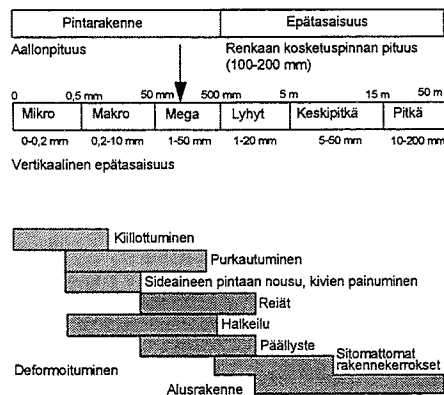 Pintarakenne Epätasaisuus
Aallonpituus Renkaan kosketuspinnan pituus
(100-200 mm)
0 0,5 mm 50 mm 500 mm 5 m 15 m 50 m
Mikro Makro Mega Lyhyt Keskipitkä Pitkä
0-0,2 mm 0,2-10 mm 1-50 mm 1-20 mm 5-50 mm 10-200 mm
Vertikaalinen epätasaisuus
Kiillottuminen
Purkautuminen
Sideaineen pintaan nousu, kivien painuminen
Reiät
Halkeilu
Päällyste
Sitomattomat
rakennekerrokset
Deformoituminen
Alusrakenne